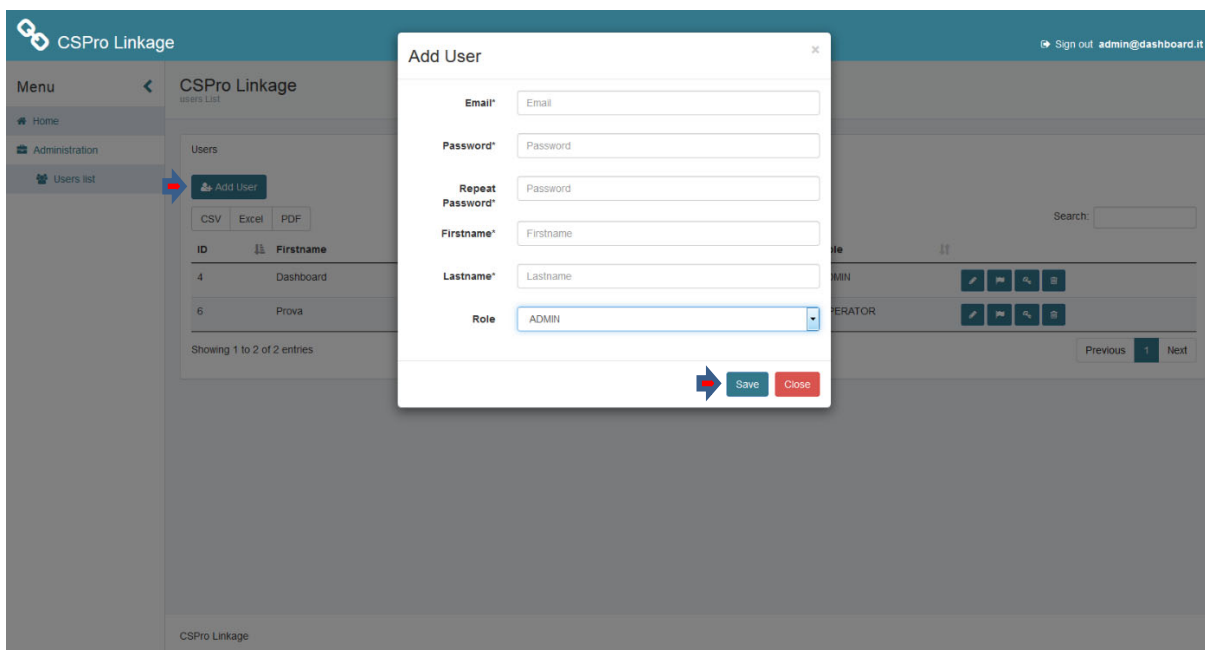 CSPro Linkage
Sign out admin@dashboard.it
Menu
Home
Administration
Users list
CSPro Linkage
users List
Users
Add User
CSV Excel PDF
Search:
ID Firstname
4 Dashboard
6 Prova
Showing 1 to 2 of 2 entries
Previous 1 Next
Add User
×
Email* Email
Password* Password
Repeat Password* Password
Firstname* Firstname
Lastname* Lastname
Role ADMIN
Save Close
CSPro Linkage